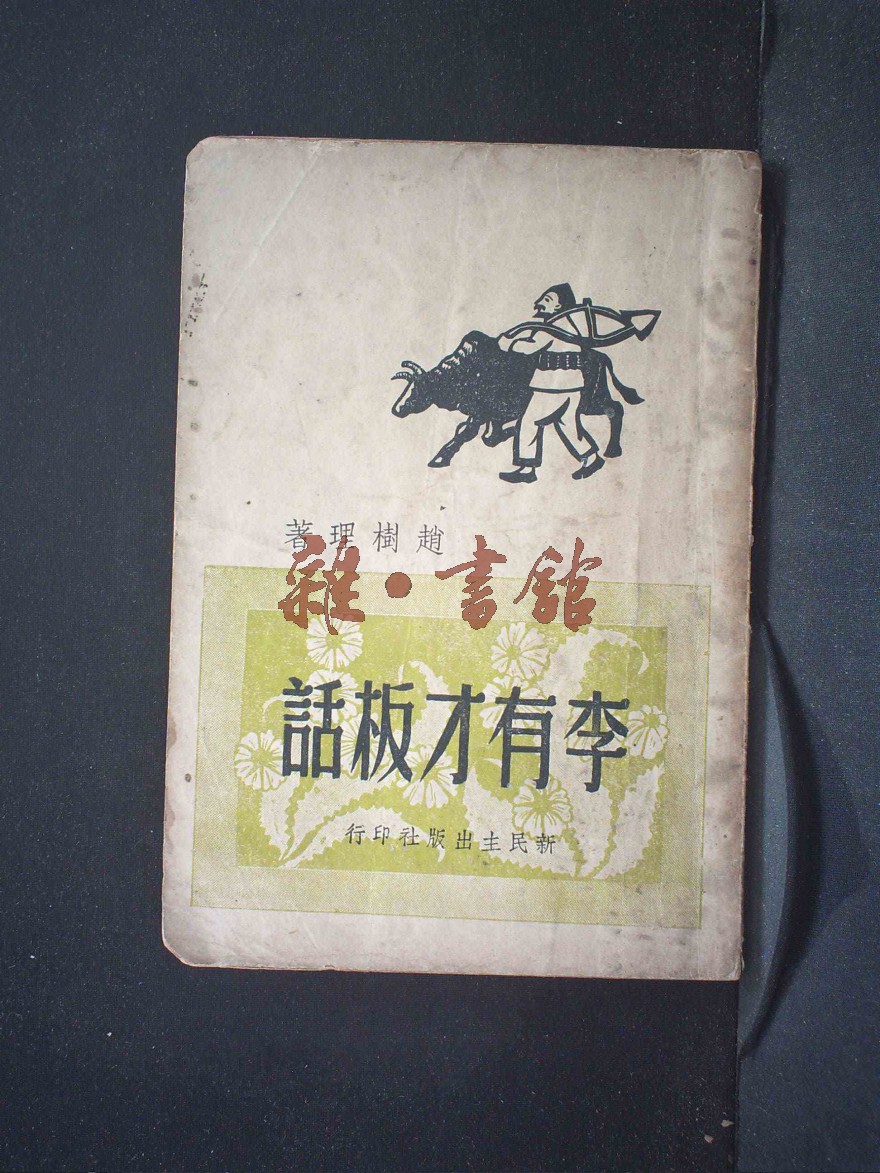 趙樹理著
雜·書館
李有才板話
新民主出版社印行